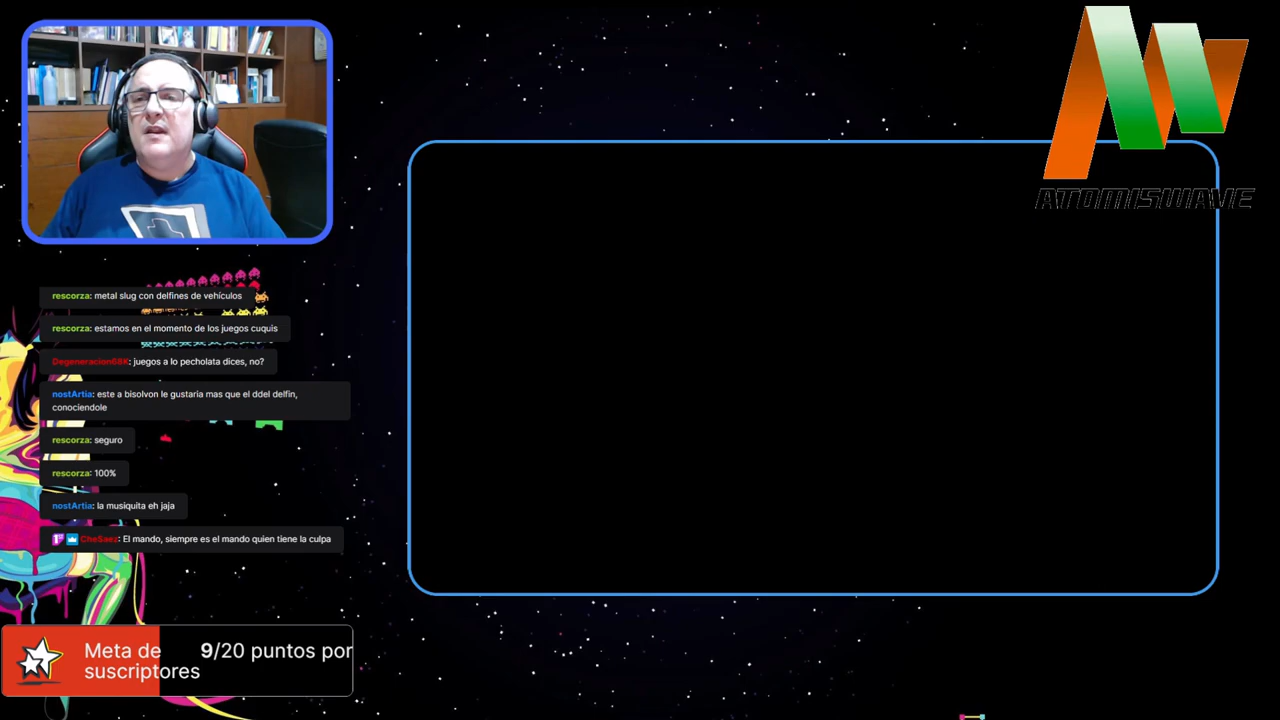 ATOMISWAVE
rescorza: metal slug con delfines de vehículos
rescorza: estamos en el momento de los juegos cuquis
Degeneracion68K: juegos a lo pecholata dices, no?
nostArtia: este a bisolvon le gustaria mas que el ddel delfin,
conociendole
rescorza: seguro
rescorza: 100%
nostArtia: la musiquita eh jaja
CheSaez: El mando, siempre es el mando quien tiene la culpa
Meta de
suscriptores
9/20 puntos por